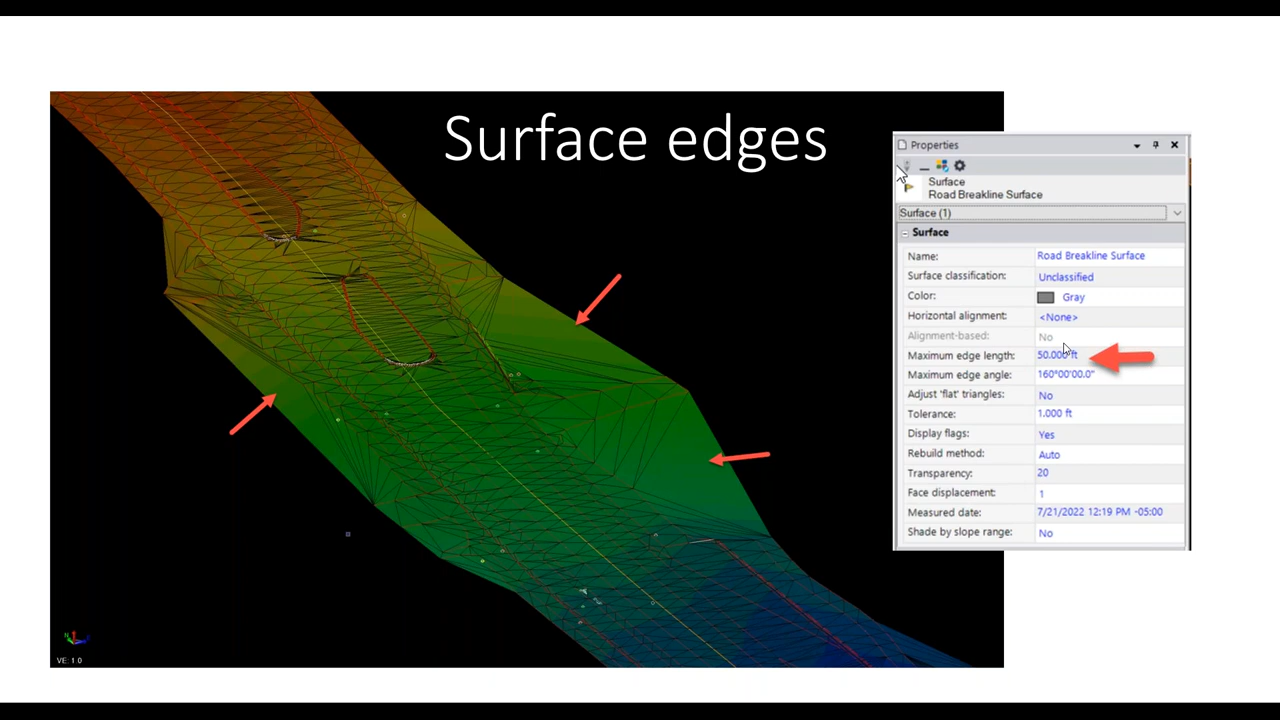 Surface edges
Properties
Surface
Road Breakline Surface
Surface (1)
Surface
Name: Road Breakline Surface
Surface classification: Unclassified
Color: Gray
Horizontal alignment: <None>
Alignment-based: No
Maximum edge length: 50.000 ft
Maximum edge angle: 160°00'00.0"
Adjust 'flat' triangles: No
Tolerance: 1.000 ft
Display flags: Yes
Rebuild method: Auto
Transparency: 20
Face displacement: 1
Measured date: 7/21/2022 12:19 PM -05:00
Shade by slope range: No
VE: 1.0